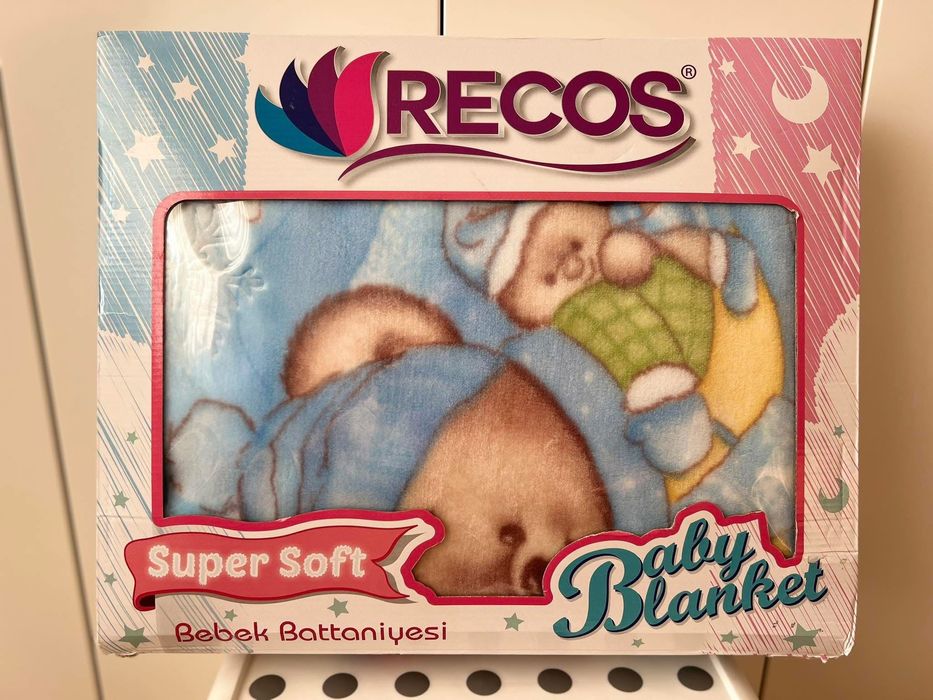 RECOS®
Super Soft
Baby
Blanket
Bebek Battaniyesi